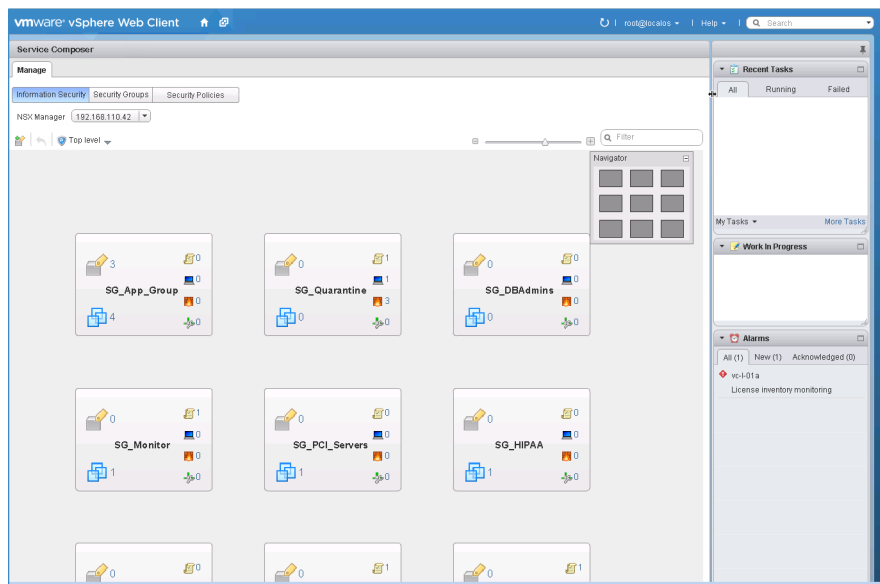 vmware® vSphere Web Client
root@localos
Help
Search
Service Composer
Manage
Information Security
Security Groups
Security Policies
NSX Manager
192.168.110.42
Top level
Filter
Navigator
3
0
0
SG_App_Group
0
4
0
0
1
1
SG_Quarantine
3
0
0
0
0
0
SG_DBAdmins
0
0
0
0
1
0
SG_Monitor
0
1
0
0
0
0
SG_PCI_Servers
0
1
0
0
0
0
SG_HIPAA
0
1
0
0
0
0
1
0
1
Recent Tasks
All
Running
Failed
My Tasks
More Tasks
Work In Progress
Alarms
All (1)
New (1)
Acknowledged (0)
vc-l-01a
License inventory monitoring